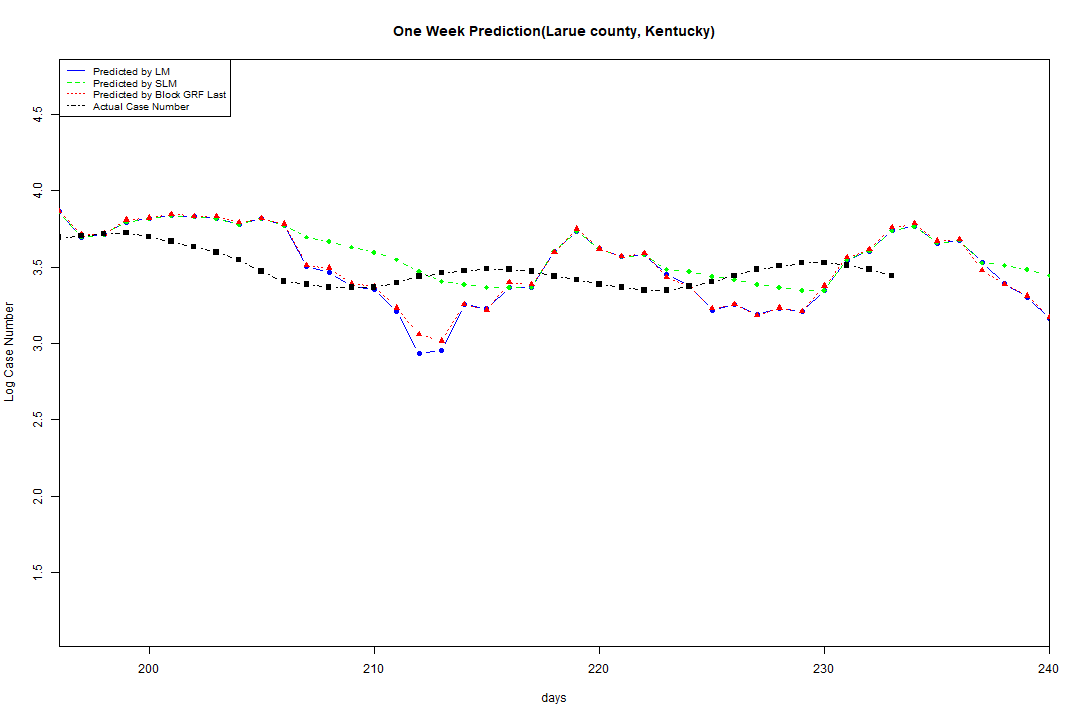 One Week Prediction(Larue county, Kentucky)
Predicted by LM
Predicted by SLM
Predicted by Block GRF Last
Actual Case Number
4.5
4.0
3.5
3.0
2.5
2.0
1.5
Log Case Number
200 210 220 230 240
days